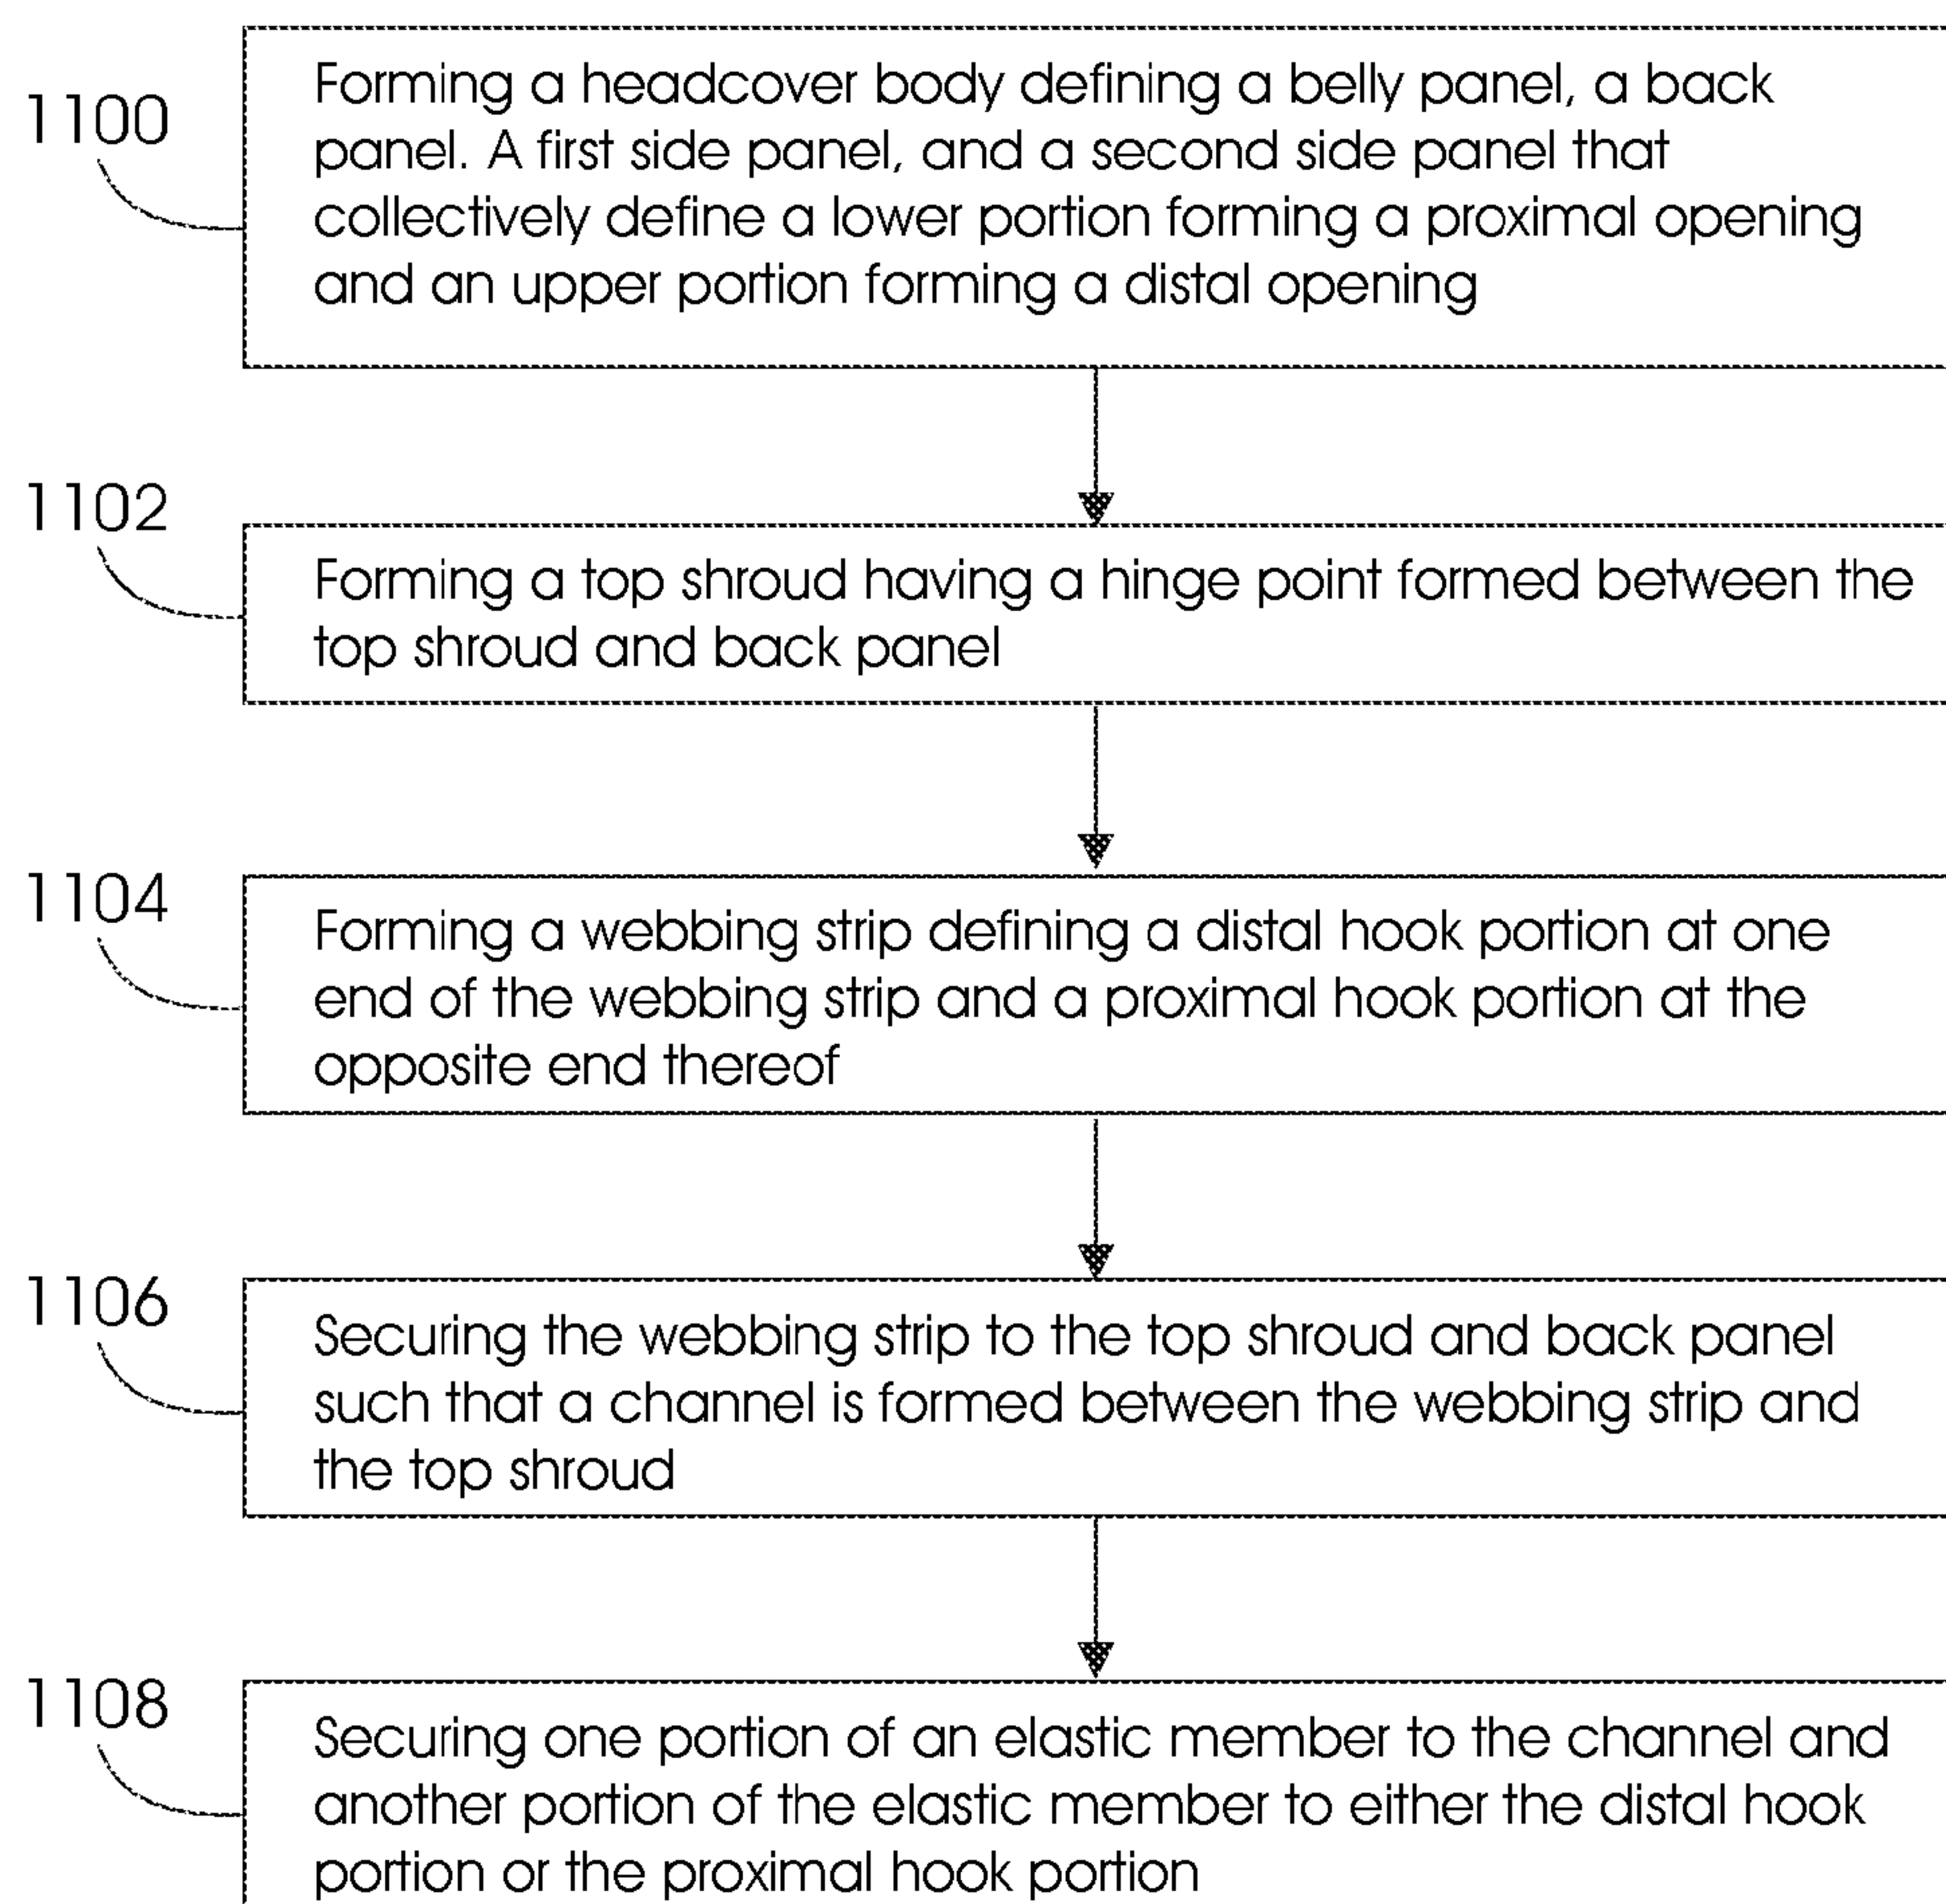 1100
Forming a headcover body defining a belly panel, a back
panel. A first side panel, and a second side panel that
collectively define a lower portion forming a proximal opening
and an upper portion forming a distal opening
1102
Forming a top shroud having a hinge point formed between the
top shroud and back panel
1104
Forming a webbing strip defining a distal hook portion at one
end of the webbing strip and a proximal hook portion at the
opposite end thereof
1106
Securing the webbing strip to the top shroud and back panel
such that a channel is formed between the webbing strip and
the top shroud
1108
Securing one portion of an elastic member to the channel and
another portion of the elastic member to either the distal hook
portion or the proximal hook portion